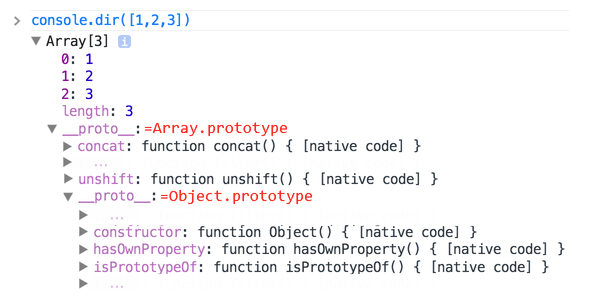 > console.dir([1,2,3])
▼ Array[3] i
0: 1
1: 2
2: 3
length: 3
▼ __proto__:=Array.prototype
▶ concat: function concat() { [native code] }
▶ ...
▶ unshift: function unshift() { [native code] }
▼ __proto__:=Object.prototype
▶ ...
▶ constructor: function Object() { [native code] }
▶ hasOwnProperty: function hasOwnProperty() { [native code] }
▶ isPrototypeOf: function isPrototypeOf() { [native code] }
▶ ...